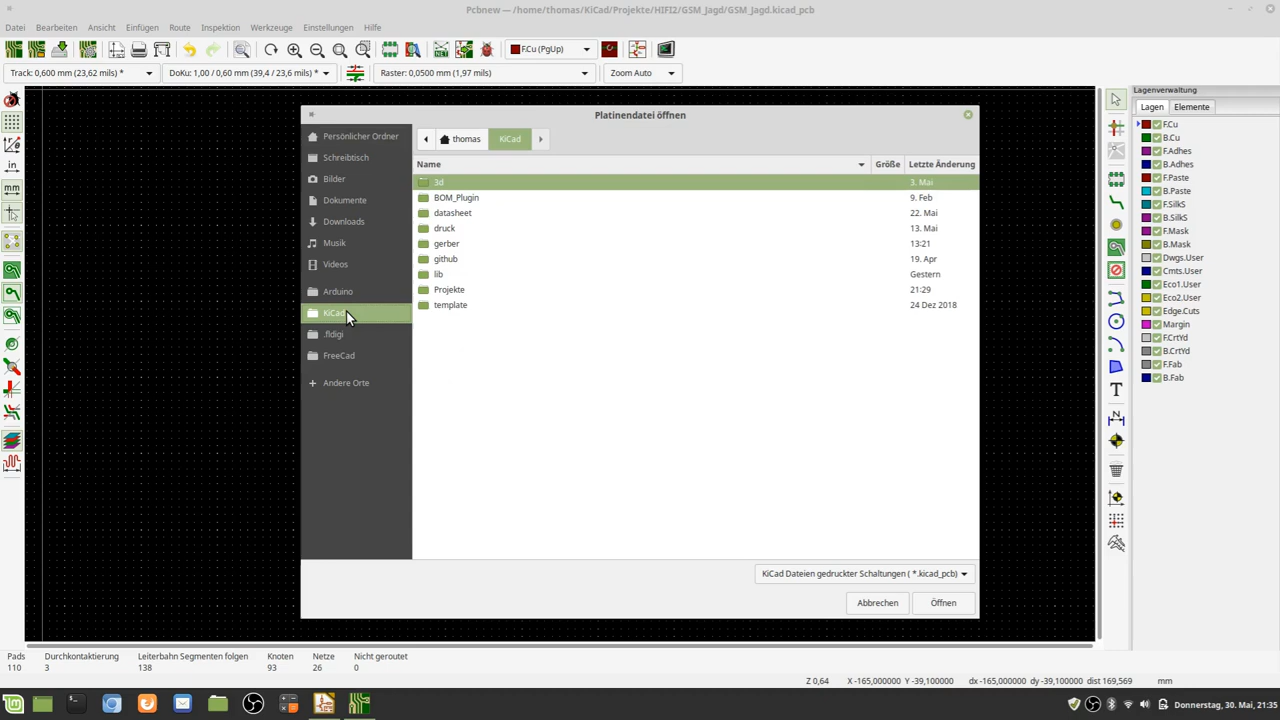 Pcbnew — /home/thomas/KiCad/Projekte/HIFI2/GSM_Jagd/GSM_Jagd.kicad_pcb
Datei Bearbeiten Ansicht Einfügen Route Inspektion Werkzeuge Einstellungen Hilfe
F.Cu (PgUp)
Track: 0,600 mm (23,62 mils) * DoKu: 1,00 / 0,60 mm (39,4 / 23,6 mils) * Raster: 0,0500 mm (1,97 mils) Zoom Auto
in
mm
Platinendatei öffnen
Persönlicher Ordner
Schreibtisch
Bilder
Dokumente
Downloads
Musik
Videos
Arduino
KiCad
.fldigi
FreeCad
Andere Orte
thomas KiCad
Name Größe Letzte Änderung
3d 3. Mai
BOM_Plugin 9. Feb
datasheet 22. Mai
druck 13. Mai
gerber 13:21
github 19. Apr
lib Gestern
Projekte 21:29
template 24 Dez 2018
KiCad Dateien gedruckter Schaltungen ( *.kicad_pcb)
Abbrechen Öffnen
Lagenverwaltung
Lagen Elemente
F.Cu
B.Cu
F.Adhes
B.Adhes
F.Paste
B.Paste
F.SilkS
B.SilkS
F.Mask
B.Mask
Dwgs.User
Cmts.User
Eco1.User
Eco2.User
Edge.Cuts
Margin
F.CrtYd
B.CrtYd
F.Fab
B.Fab
T
N
Pads Durchkontaktierung Leiterbahn Segmenten folgen Knoten Netze Nicht geroutet
110 3 138 93 26 0
Z 0,64 X -165,000000 Y -39,100000 dx -165,000000 dy -39,100000 dist 169,569 mm
Donnerstag, 30. Mai, 21:35